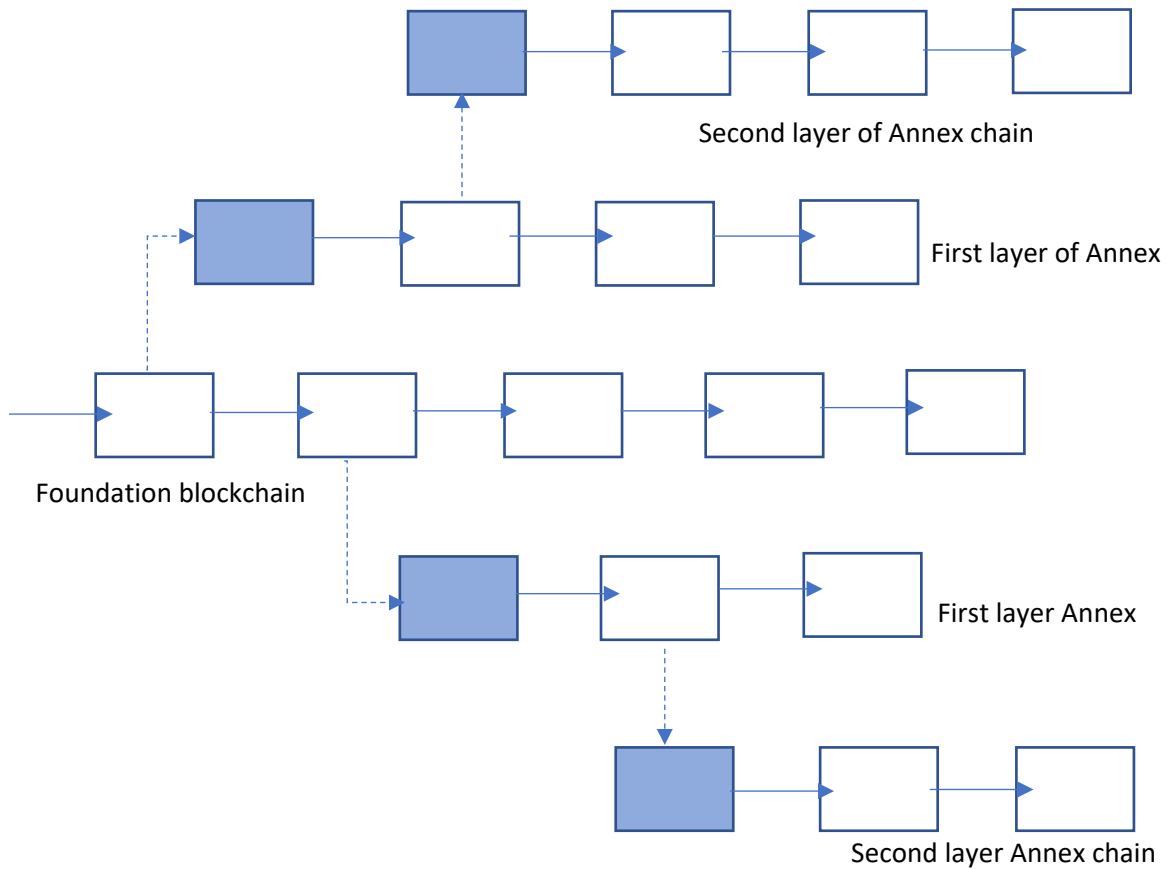 Second layer of Annex chain
First layer of Annex
Foundation blockchain
First layer Annex
Second layer Annex chain